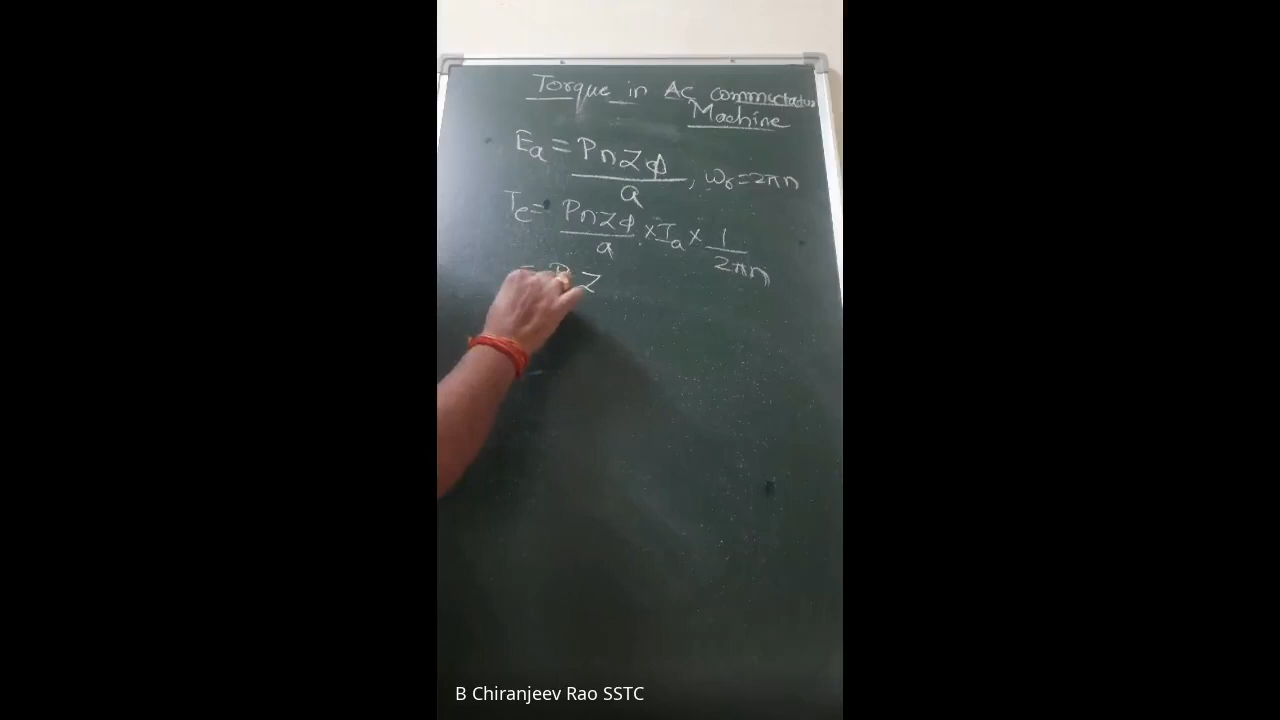 Torque in AC commutator
Machine
Ea = PnZφ / a, ωr = 2πn
Te = PnZφ / a × Ia × 1 / 2πn
= P Z
B Chiranjeev Rao SSTC